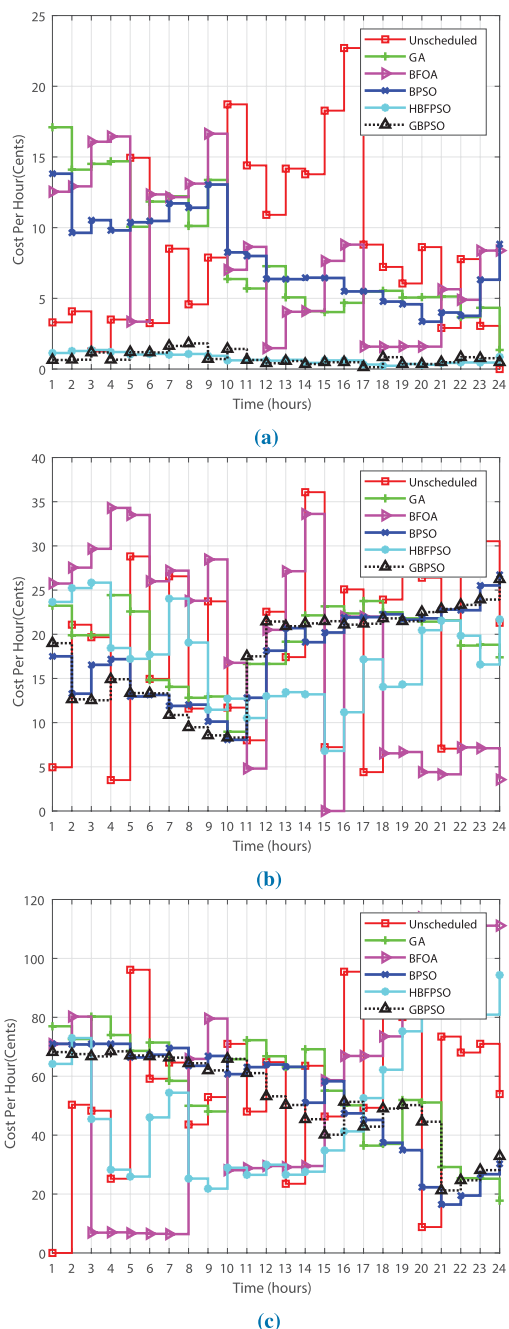 25
20
15
10
5
0
Cost Per Hour(Cents)
Unscheduled
GA
BFOA
BPSO
HBFPSO
GBPSO
1 2 3 4 5 6 7 8 9 10 11 12 13 14 15 16 17 18 19 20 21 22 23 24
Time (hours)
(a)
40
35
30
25
20
15
10
5
0
Cost Per Hour(Cents)
Unscheduled
GA
BFOA
BPSO
HBFPSO
GBPSO
1 2 3 4 5 6 7 8 9 10 11 12 13 14 15 16 17 18 19 20 21 22 23 24
Time (hours)
(b)
120
100
80
60
40
20
0
Cost Per Hour(Cents)
Unscheduled
GA
BFOA
BPSO
HBFPSO
GBPSO
1 2 3 4 5 6 7 8 9 10 11 12 13 14 15 16 17 18 19 20 21 22 23 24
Time (hours)
(c)